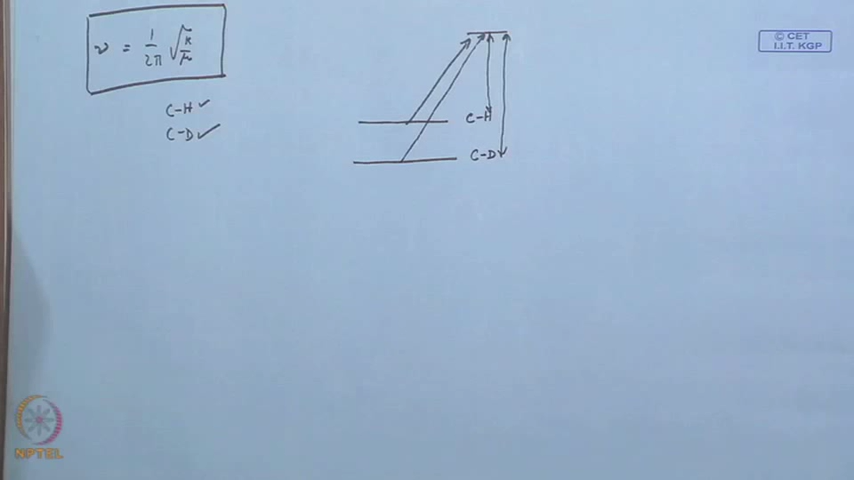 ν = 1/2π √k/μ
C-H ✓
C-D ✓
C-H
C-D
© CET
I.I.T. KGP
NPTEL